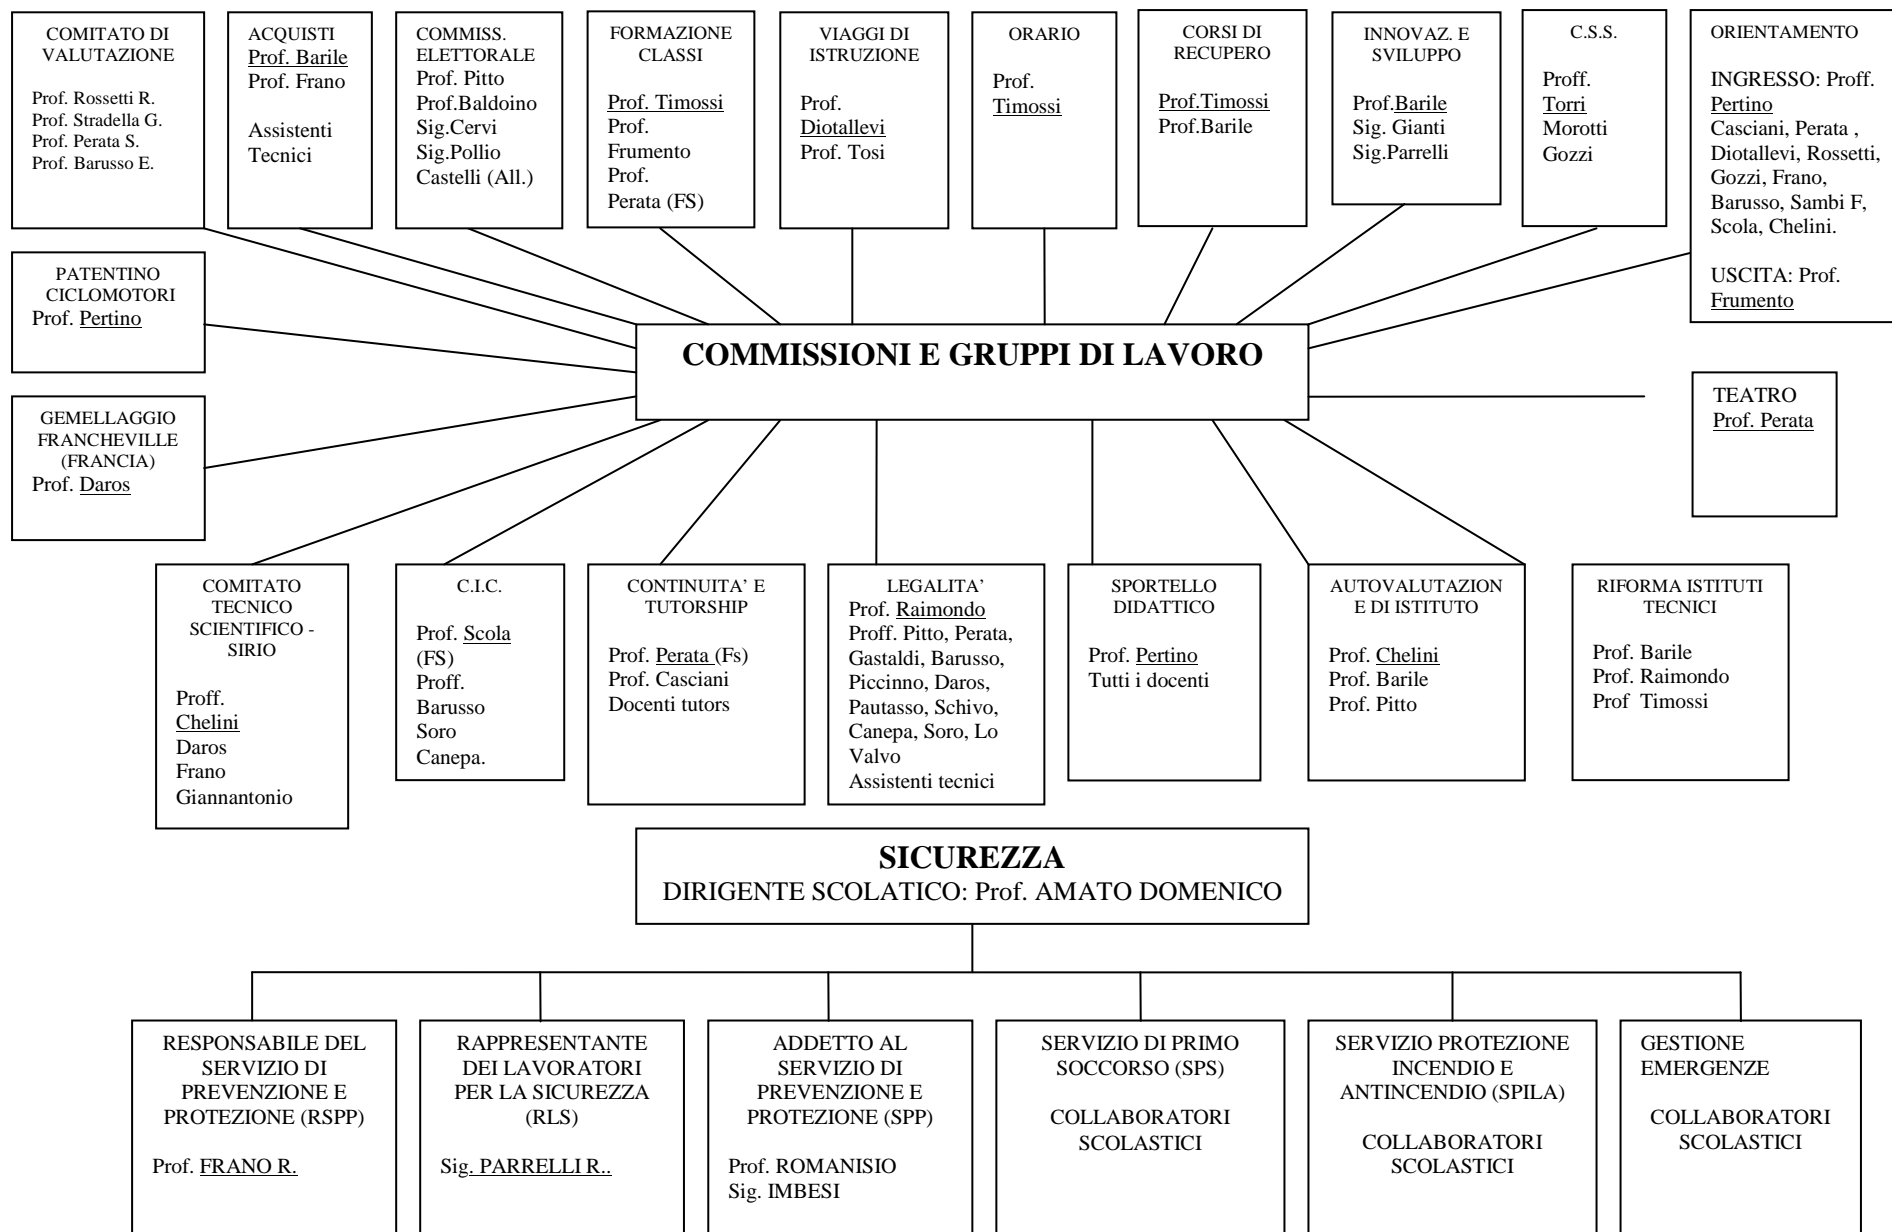 COMITATO DI
VALUTAZIONE
Prof. Rossetti R.
Prof. Stradella G.
Prof. Perata S.
Prof. Barusso E.
ACQUISTI
Prof. Barile
Prof. Frano
Assistenti
Tecnici
COMMISS.
ELETTORALE
Prof. Pitto
Prof.Baldoino
Sig.Cervi
Sig.Pollio
Castelli (All.)
FORMAZIONE
CLASSI
Prof. Timossi
Prof.
Frumento
Prof.
Perata (FS)
VIAGGI DI
ISTRUZIONE
Prof.
Diotallevi
Prof. Tosi
ORARIO
Prof.
Timossi
CORSI DI
RECUPERO
Prof.Timossi
Prof.Barile
INNOVAZ. E
SVILUPPO
Prof.Barile
Sig. Gianti
Sig.Parrelli
C.S.S.
Proff.
Torri
Morotti
Gozzi
ORIENTAMENTO
INGRESSO: Proff.
Pertino
Casciani, Perata ,
Diotallevi, Rossetti,
Gozzi, Frano,
Barusso, Sambi F,
Scola, Chelini.
USCITA: Prof.
Frumento
PATENTINO
CICLOMOTORI
Prof. Pertino
COMMISSIONI E GRUPPI DI LAVORO
GEMELLAGGIO
FRANCHEVILLE
(FRANCIA)
Prof. Daros
TEATRO
Prof. Perata
COMITATO
TECNICO
SCIENTIFICO -
SIRIO
Proff.
Chelini
Daros
Frano
Giannantonio
C.I.C.
Prof. Scola
(FS)
Proff.
Barusso
Soro
Canepa.
CONTINUITA' E
TUTORSHIP
Prof. Perata (Fs)
Prof. Casciani
Docenti tutors
LEGALITA'
Prof. Raimondo
Proff. Pitto, Perata,
Gastaldi, Barusso,
Piccinno, Daros,
Pautasso, Schivo,
Canepa, Soro, Lo
Valvo
Assistenti tecnici
SPORTELLO
DIDATTICO
Prof. Pertino
Tutti i docenti
AUTOVALUTAZION
E DI ISTITUTO
Prof. Chelini
Prof. Barile
Prof. Pitto
RIFORMA ISTITUTI
TECNICI
Prof. Barile
Prof. Raimondo
Prof  Timossi
SICUREZZA
DIRIGENTE SCOLATICO: Prof. AMATO DOMENICO
RESPONSABILE DEL
SERVIZIO DI
PREVENZIONE E
PROTEZIONE (RSPP)
Prof. FRANO R.
RAPPRESENTANTE
DEI LAVORATORI
PER LA SICUREZZA
(RLS)
Sig. PARRELLI R..
ADDETTO AL
SERVIZIO DI
PREVENZIONE E
PROTEZIONE (SPP)
Prof. ROMANISIO
Sig. IMBESI
SERVIZIO DI PRIMO
SOCCORSO (SPS)
COLLABORATORI
SCOLASTICI
SERVIZIO PROTEZIONE
INCENDIO E
ANTINCENDIO (SPILA)
COLLABORATORI
SCOLASTICI
GESTIONE
EMERGENZE
COLLABORATORI
SCOLASTICI